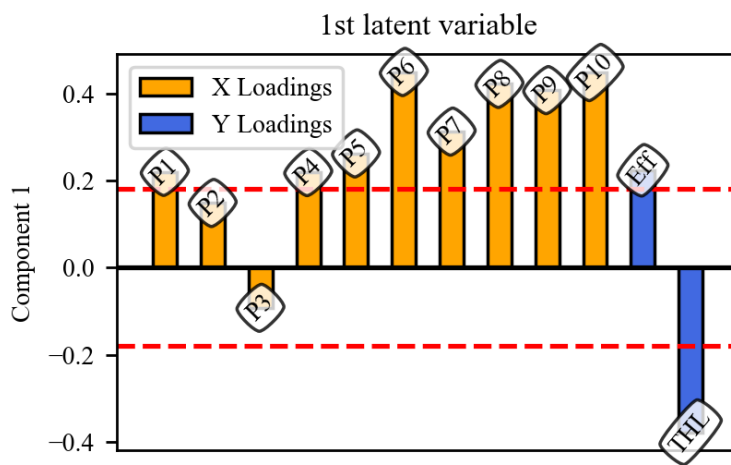 1st latent variable
X Loadings
Y Loadings
Component 1
0.4
0.2
0.0
−0.2
−0.4
P1
P2
P3
P4
P5
P6
P7
P8
P9
P10
Eff
THL